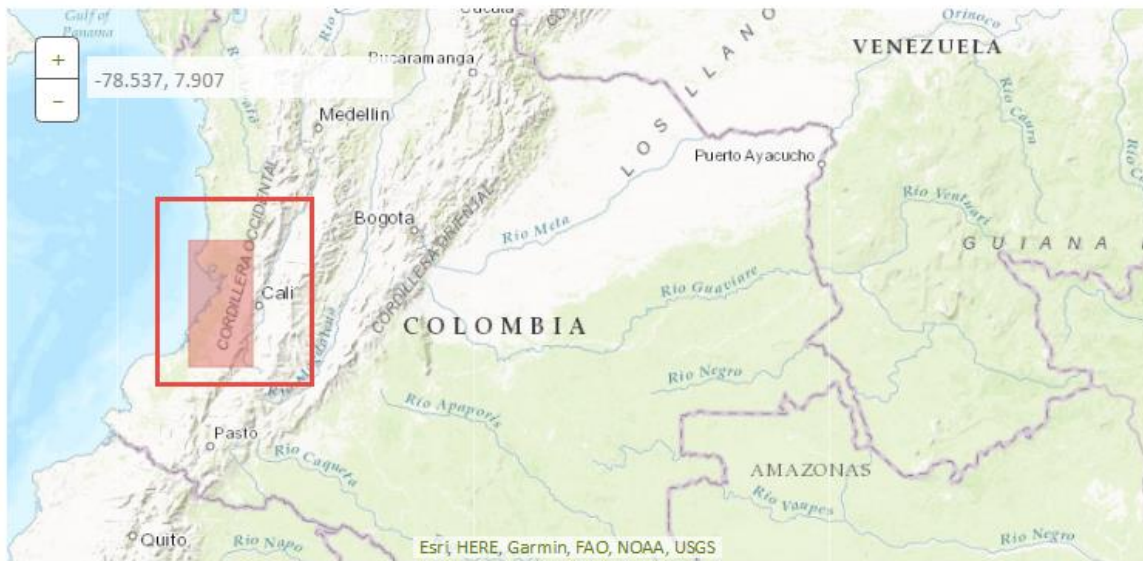 Gulf of
Panama
Cucuta
Orinoco
+
-78.537, 7.907
−
Bucaramanga
VENEZUELA
LOS LLANO
Medellin
Rio Caura
Puerto Ayacucho
Rio Ventuari
Bogota
Rio Meta
GUIANA
CORDILLERA OCCIDENTAL
CORDILLERA ORIENTAL
Rio Guaviare
Cali
COLOMBIA
Rio Negro
Rio Apaporis
Pasto
Rio Caqueta
AMAZONAS
Rio Vaupes
Rio Negro
Quito
Rio Napo
Esri, HERE, Garmin, FAO, NOAA, USGS